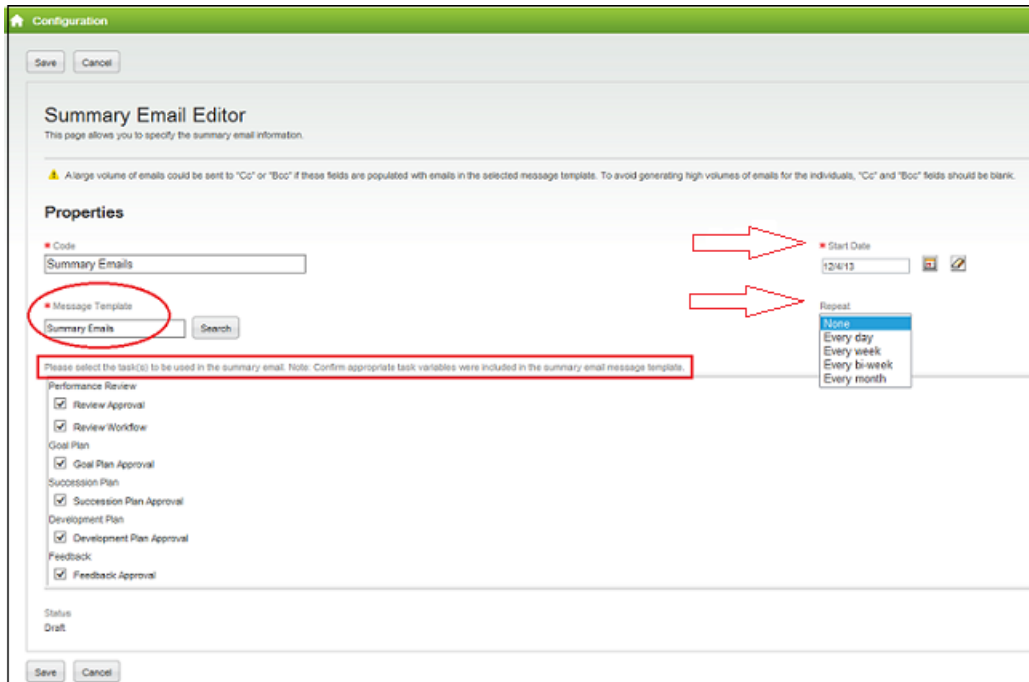 Configuration
Save Cancel
Summary Email Editor
This page allows you to specify the summary email information.
A large volume of emails could be sent to "Cc" or "Bcc" if these fields are populated with emails in the selected message template. To avoid generating high volumes of emails for the individuals, "Cc" and "Bcc" fields should be blank.
Properties
* Code
Summary Emails
* Start Date
12/4/13
* Message Template
Summary Emails Search
Repeat
None
Every day
Every week
Every bi-week
Every month
Please select the task(s) to be used in the summary email. Note: Confirm appropriate task variables were included in the summary email message template.
Performance Review
Review Approval
Review Workflow
Goal Plan
Goal Plan Approval
Succession Plan
Succession Plan Approval
Development Plan
Development Plan Approval
Feedback
Feedback Approval
Status
Draft
Save Cancel